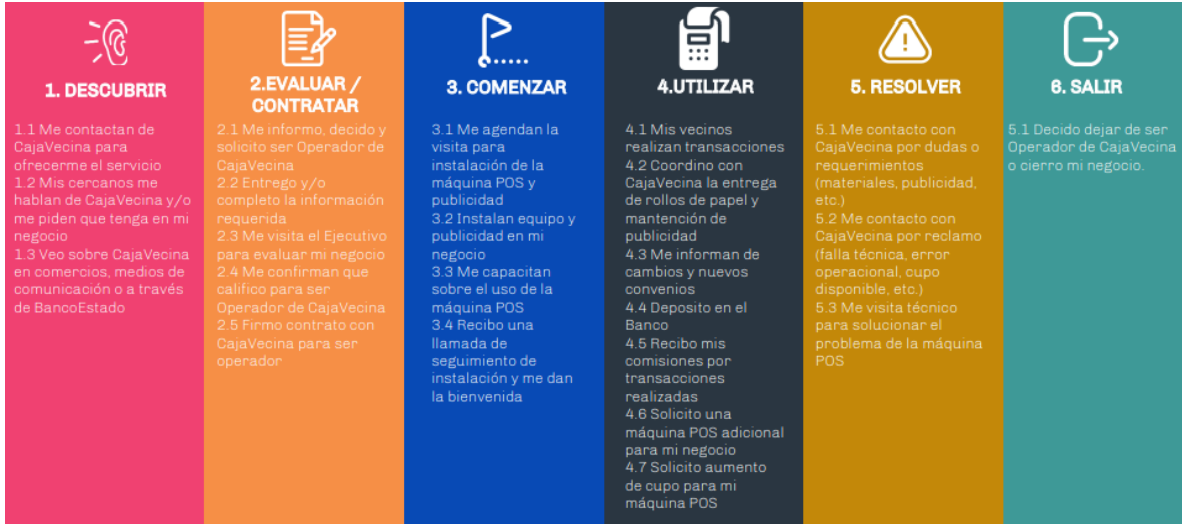 1. DESCUBRIR
1.1 Me contactan de
CajaVecina para
ofrecerme el servicio
1.2 Mis cercanos me
hablan de CajaVecina y/o
me piden que tenga en mi
negocio
1.3 Veo sobre CajaVecina
en comercios, medios de
comunicación o a través
de BancoEstado
2.EVALUAR /
CONTRATAR
2.1 Me informo, decido y
solicito ser Operador de
CajaVecina
2.2 Entrego y/o
completo la información
requerida
2.3 Me visita el Ejecutivo
para evaluar mi negocio
2.4 Me confirman que
califico para ser
Operador de CajaVecina
2.5 Firmo contrato con
CajaVecina para ser
operador
3. COMENZAR
3.1 Me agendan la
visita para
instalación de la
máquina POS y
publicidad
3.2 Instalan equipo y
publicidad en mi
negocio
3.3 Me capacitan
sobre el uso de la
máquina POS
3.4 Recibo una
llamada de
seguimiento de
instalación y me dan
la bienvenida
4.UTILIZAR
4.1 Mis vecinos
realizan transacciones
4.2 Coordino con
CajaVecina la entrega
de rollos de papel y
mantención de
publicidad
4.3 Me informan de
cambios y nuevos
convenios
4.4 Deposito en el
Banco
4.5 Recibo mis
comisiones por
transacciones
realizadas
4.6 Solicito una
máquina POS adicional
para mi negocio
4.7 Solicito aumento
de cupo para mi
máquina POS
5. RESOLVER
5.1 Me contacto con
CajaVecina por dudas o
requerimientos
(materiales, publicidad,
etc.)
5.2 Me contacto con
CajaVecina por reclamo
(falla técnica, error
operacional, cupo
disponible, etc.)
5.3 Me visita técnico
para solucionar el
problema de la máquina
POS
6. SALIR
5.1 Decido dejar de ser
Operador de CajaVecina
o cierro mi negocio.